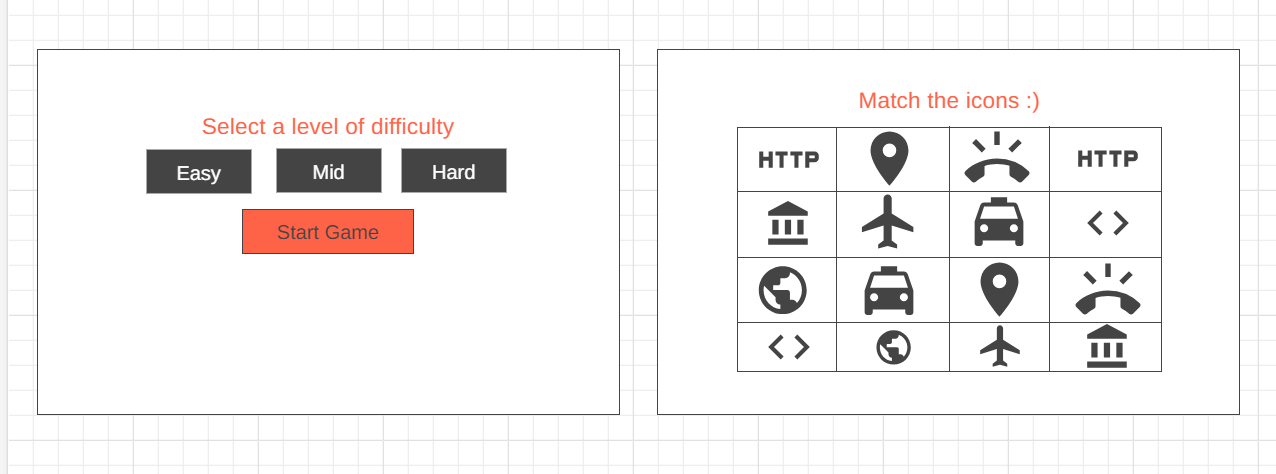 Select a level of difficulty
Easy
Mid
Hard
Start Game
Match the icons :)
HTTP
HTTP